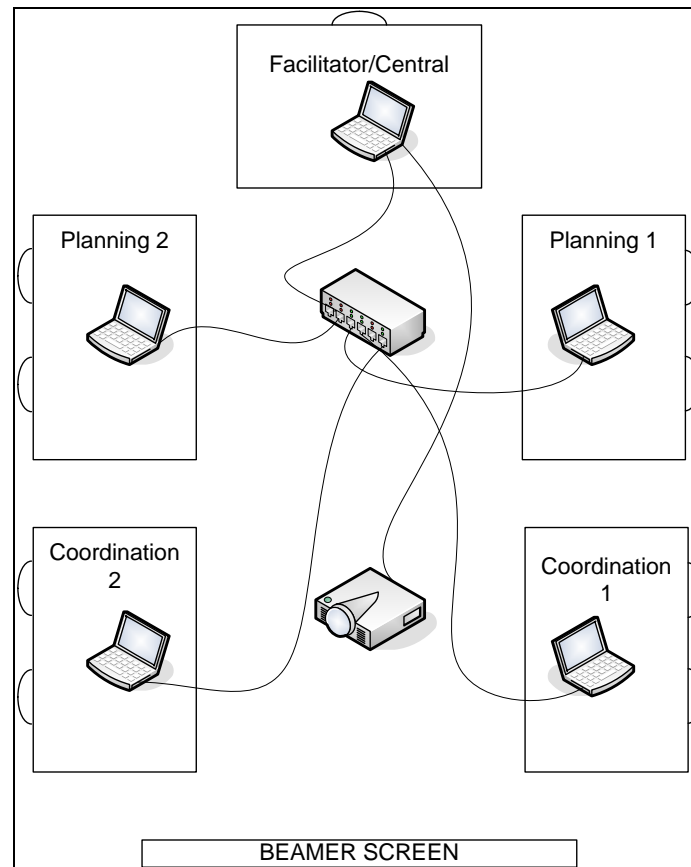 Facilitator/Central
Planning 2
Planning 1
Coordination
2
Coordination
1
BEAMER SCREEN